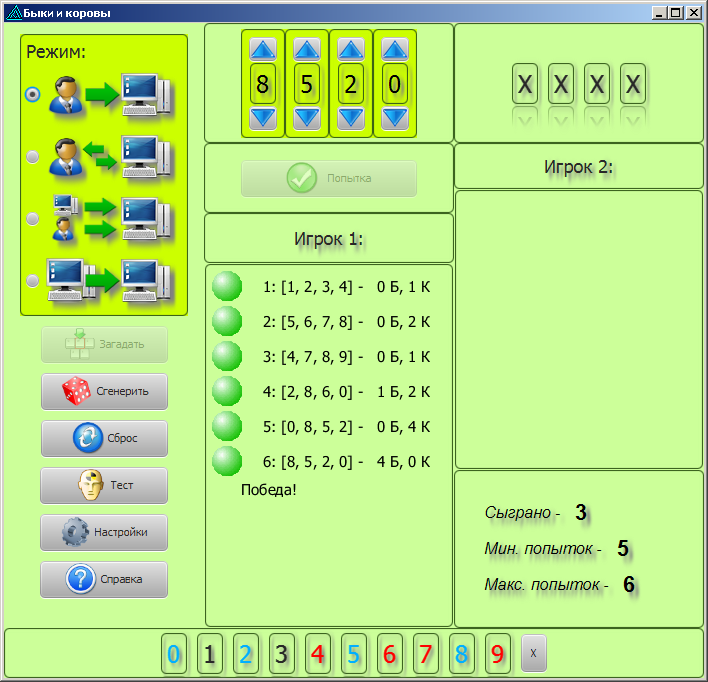 Быки и коровы
Режим:
8 5 2 0
X X X X
Попытка
Игрок 2:
Игрок 1:
1: [1, 2, 3, 4] - 0 Б, 1 К
2: [5, 6, 7, 8] - 0 Б, 2 К
3: [4, 7, 8, 9] - 0 Б, 1 К
4: [2, 8, 6, 0] - 1 Б, 2 К
5: [0, 8, 5, 2] - 0 Б, 4 К
6: [8, 5, 2, 0] - 4 Б, 0 К
Победа!
Загадать
Сгенерить
Сброс
Тест
Настройки
Справка
Сыграно - 3
Мин. попыток - 5
Макс. попыток - 6
0 1 2 3 4 5 6 7 8 9 X